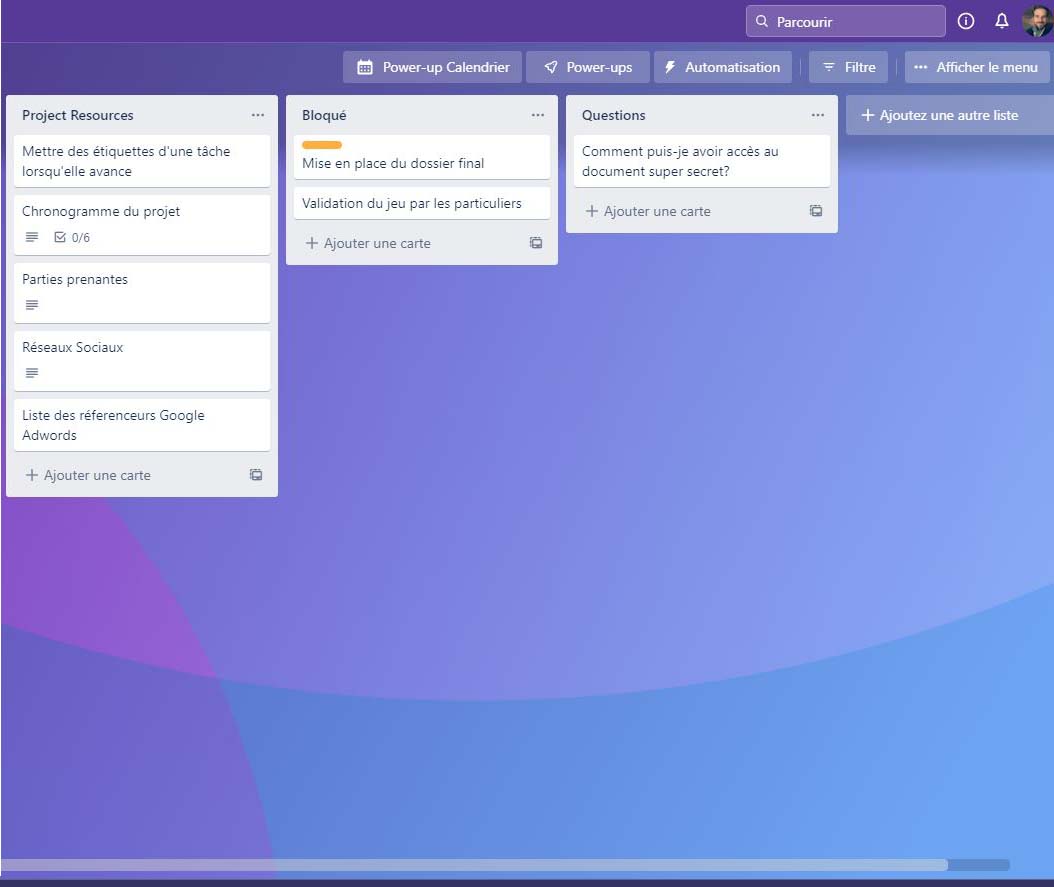 Parcourir
Power-up Calendrier
Power-ups
Automatisation
Filtre
Afficher le menu
Project Resources
Mettre des étiquettes d'une tâche
lorsqu'elle avance
Chronogramme du projet
0/6
Parties prenantes
Réseaux Sociaux
Liste des réferenceurs Google
Adwords
Ajouter une carte
Bloqué
Mise en place du dossier final
Validation du jeu par les particuliers
Ajouter une carte
Questions
Comment puis-je avoir accès au
document super secret?
Ajouter une carte
Ajoutez une autre liste